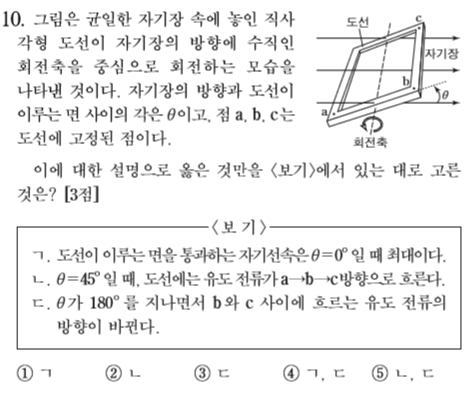 10. 그림은 균일한 자기장 속에 놓인 직사
각형 도선이 자기장의 방향에 수직인
회전축을 중심으로 회전하는 모습을
나타낸 것이다. 자기장의 방향과 도선이
이루는 면 사이의 각은 θ이고, 점 a, b, c는
도선에 고정된 점이다.
도선
c
자기장
b
θ
a
회전축
이에 대한 설명으로 옳은 것만을 <보기>에서 있는 대로 고른
것은? [3점]
<보 기>
ㄱ. 도선이 이루는 면을 통과하는 자기선속은 θ=0°일 때 최대이다.
ㄴ. θ=45°일 때, 도선에는 유도 전류가 a→b→c 방향으로 흐른다.
ㄷ. θ가 180°를 지나면서 b와 c 사이에 흐르는 유도 전류의
방향이 바뀐다.
① ㄱ ② ㄴ ③ ㄷ ④ ㄱ, ㄷ ⑤ ㄴ, ㄷ